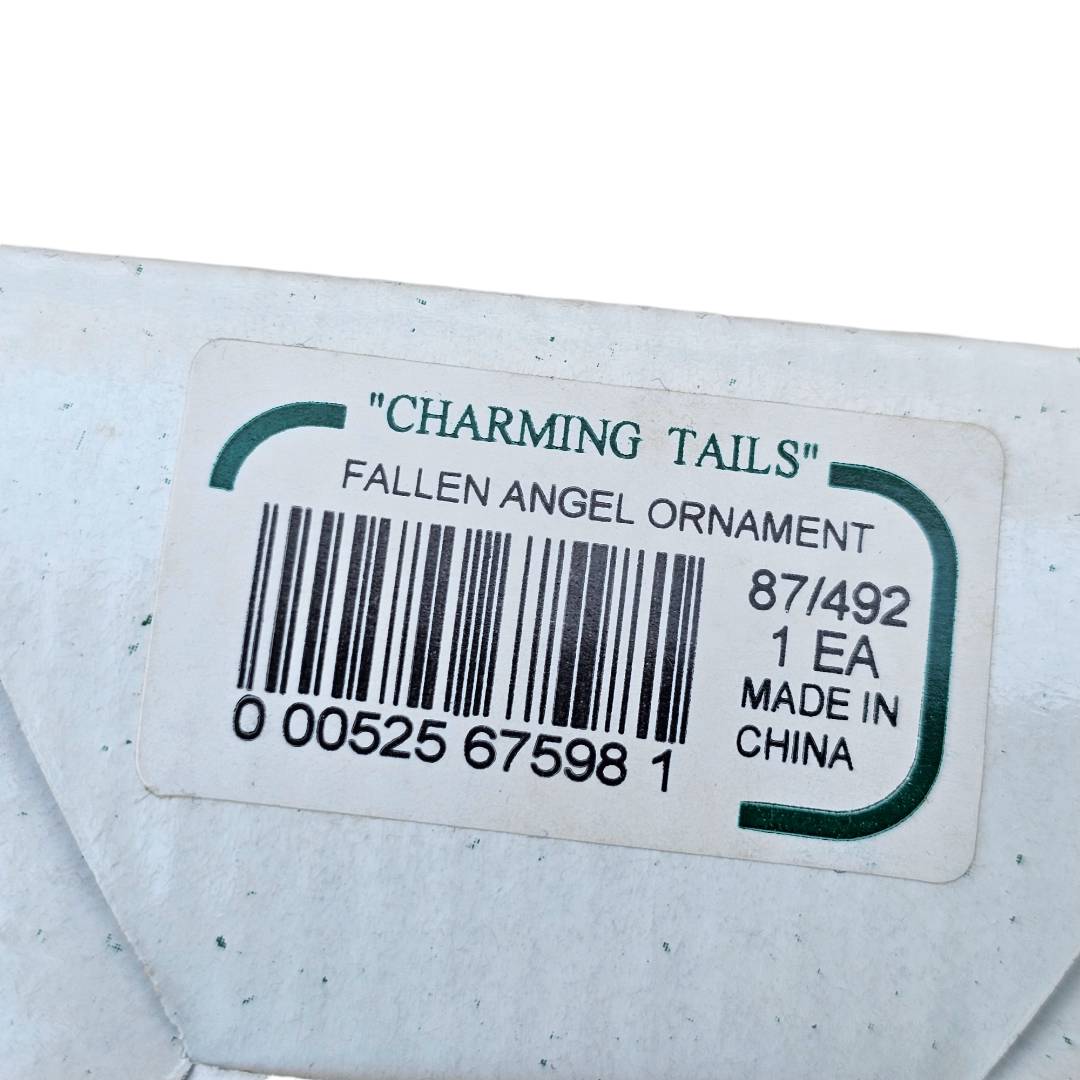 "CHARMING TAILS"
FALLEN ANGEL ORNAMENT
87/492
1 EA
MADE IN
CHINA
0 00525 67598 1